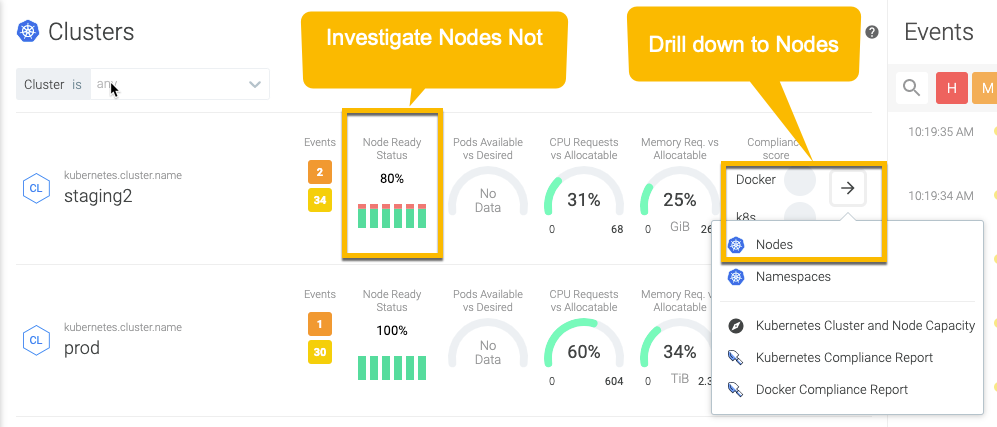 Clusters
Investigate Nodes Not
Drill down to Nodes
Events
Cluster is any
H M
10:19:35 AM
10:19:34 AM
kubernetes.cluster.name
staging2
Events
2
34
Node Ready
Status
80%
Pods Available
vs Desired
No
Data
CPU Requests
vs Allocatable
31%
0 68
Memory Req. vs
Allocatable
25%
GiB
0 26
Compliance
score
Docker
k8s
Nodes
Namespaces
Kubernetes Cluster and Node Capacity
Kubernetes Compliance Report
Docker Compliance Report
kubernetes.cluster.name
prod
Events
1
30
Node Ready
Status
100%
Pods Available
vs Desired
No
Data
CPU Requests
vs Allocatable
60%
0 604
Memory Req. v
Allocatable
34%
TiB
0 2.3